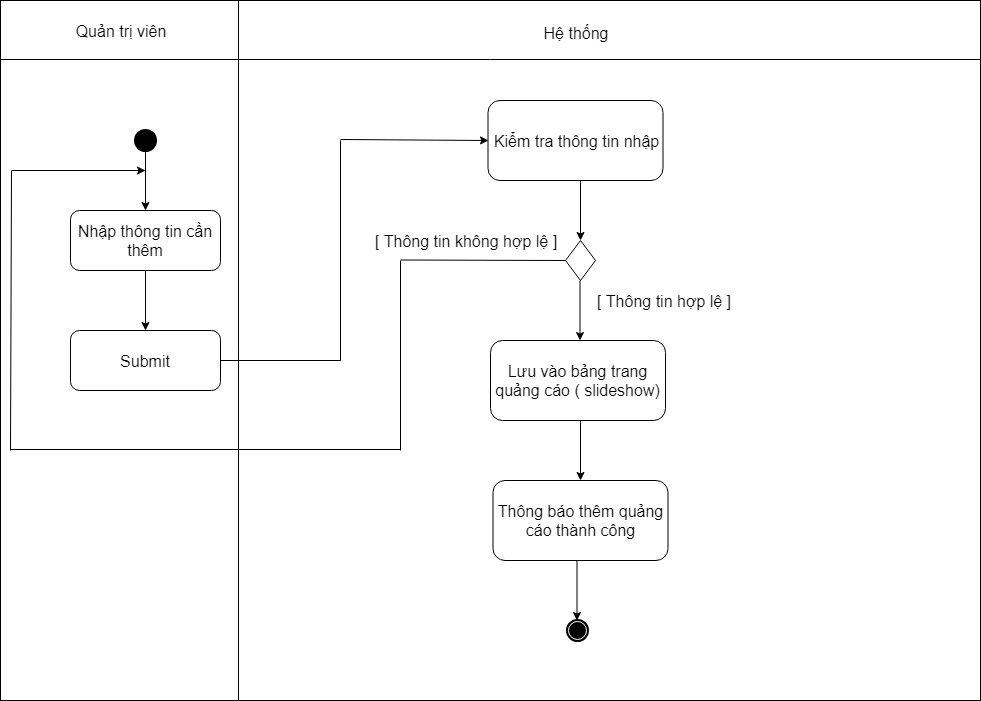 Quản trị viên
Hệ thống
Kiểm tra thông tin nhập
Nhập thông tin cần
thêm
[ Thông tin không hợp lệ ]
[ Thông tin hợp lệ ]
Submit
Lưu vào bảng trang
quảng cáo ( slideshow)
Thông báo thêm quảng
cáo thành công